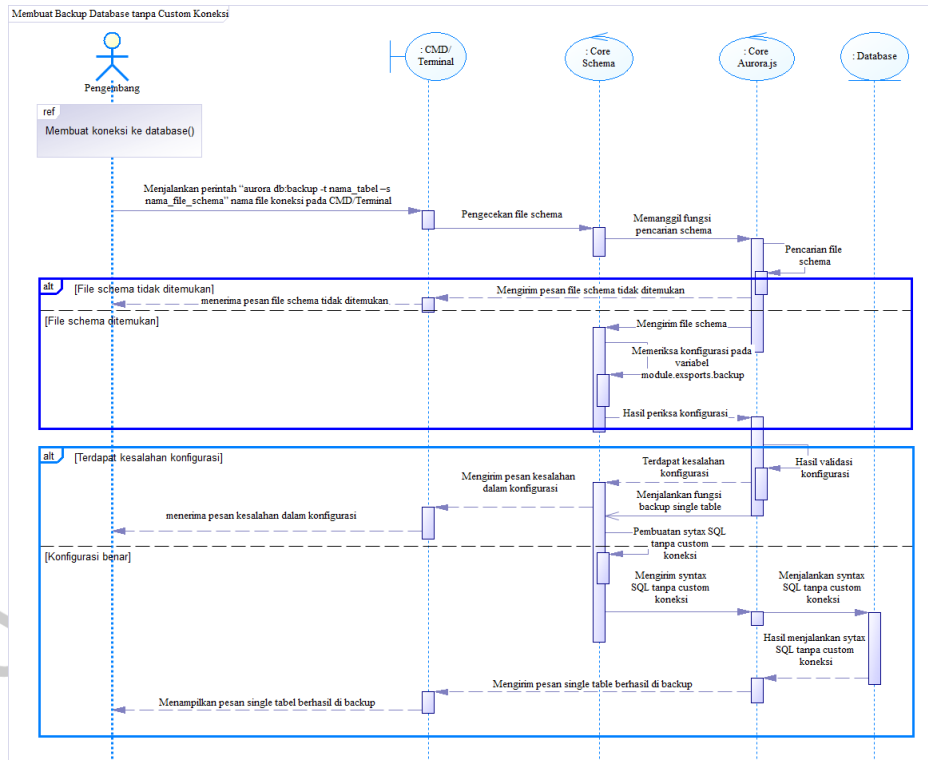 Membuat Backup Database tanpa Custom Koneksi
Pengembang
: CMD/
Terminal
: Core
Schema
: Core
Aurora.js
: Database
ref
Membuat koneksi ke database()
Menjalankan perintah "aurora db:backup -t nama_tabel –s
nama_file_schema" nama file koneksi pada CMD/Terminal
Pengecekan file schema
Memanggil fungsi
pencarian schema
Pencarian file
schema
alt
[File schema tidak ditemukan]
Mengirim pesan file schema tidak ditemukan
menerima pesan file schema tidak ditemukan
[File schema ditemukan]
Mengirim file schema
Memeriksa konfigurasi pada
variabel
module.exsports.backup
Hasil periksa konfigurasi
alt
[Terdapat kesalahan konfigurasi]
Hasil validasi
konfigurasi
Terdapat kesalahan
konfigurasi
Mengirim pesan kesalahan
dalam konfigurasi
menerima pesan kesalahan dalam konfigurasi
Menjalankan fungsi
backup single table
Pembuatan sytax SQL
tanpa custom
koneksi
[Konfigurasi benar]
Mengirim syntax
SQL tanpa custom
koneksi
Menjalankan syntax
SQL tanpa custom
koneksi
Hasil menjalankan sytax
SQL tanpa custom
koneksi
Mengirim pesan single table berhasil di backup
Menampilkan pesan single tabel berhasil di backup